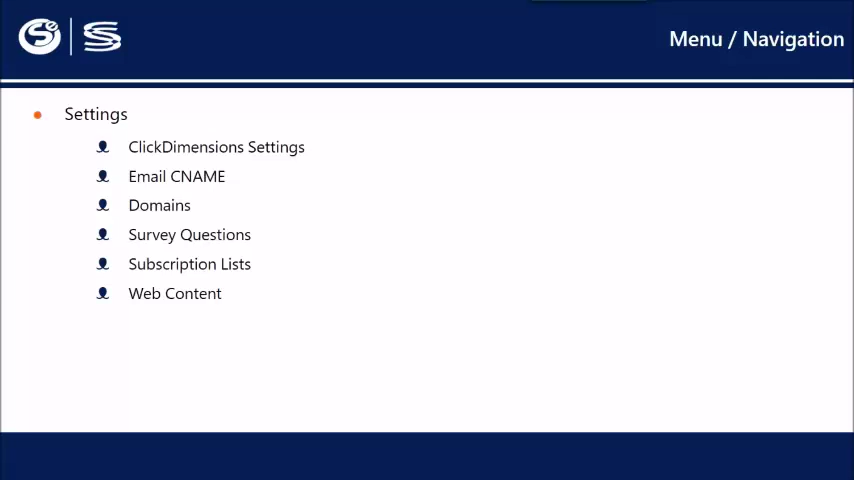 Menu / Navigation
Settings
ClickDimensions Settings
Email CNAME
Domains
Survey Questions
Subscription Lists
Web Content